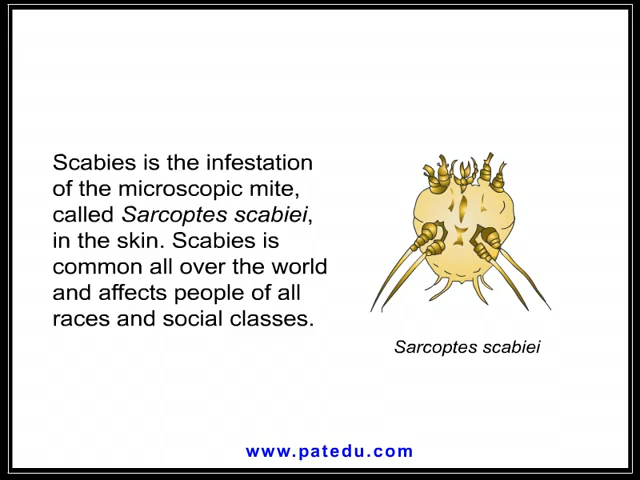 Scabies is the infestation
of the microscopic mite,
called Sarcoptes scabiei,
in the skin. Scabies is
common all over the world
and affects people of all
races and social classes.
Sarcoptes scabiei
www.patedu.com